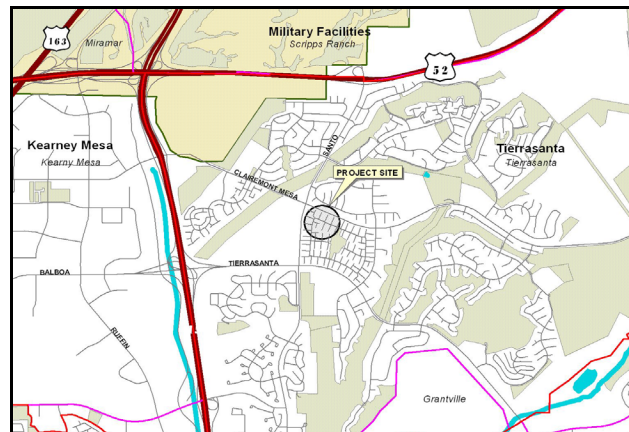 163
Miramar
Military Facilities
Scripps Ranch
52
Kearney Mesa
Kearny Mesa
SANTO
Tierrasanta
Tierrasanta
PROJECT SITE
CLAIREMONT MESA
TIERRASANTA
BALBOA
RUFFIN
Grantville